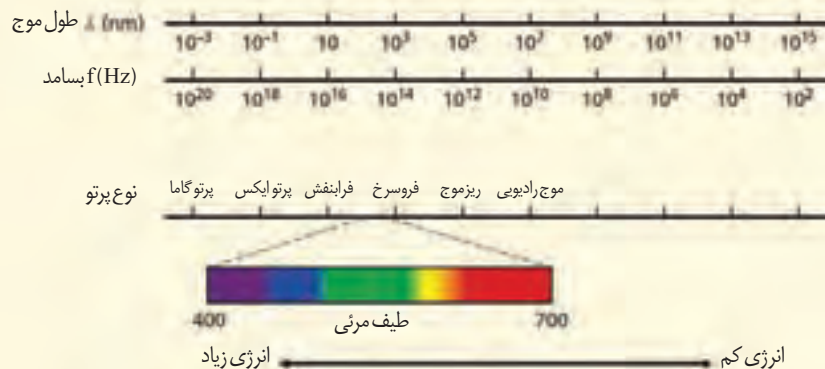 طول موج λ (nm)
10⁻³ 10⁻¹ 10 10³ 10⁵ 10⁷ 10⁹ 10¹¹ 10¹³ 10¹⁵
بسامد f(Hz)
10²⁰ 10¹⁸ 10¹⁶ 10¹⁴ 10¹² 10¹⁰ 10⁸ 10⁶ 10⁴ 10²
نوع پرتو
پرتو گاما پرتو ایکس فرابنفش فروسرخ ریزموج موج رادیویی
400 طیف مرئی 700
انرژی زیاد انرژی کم